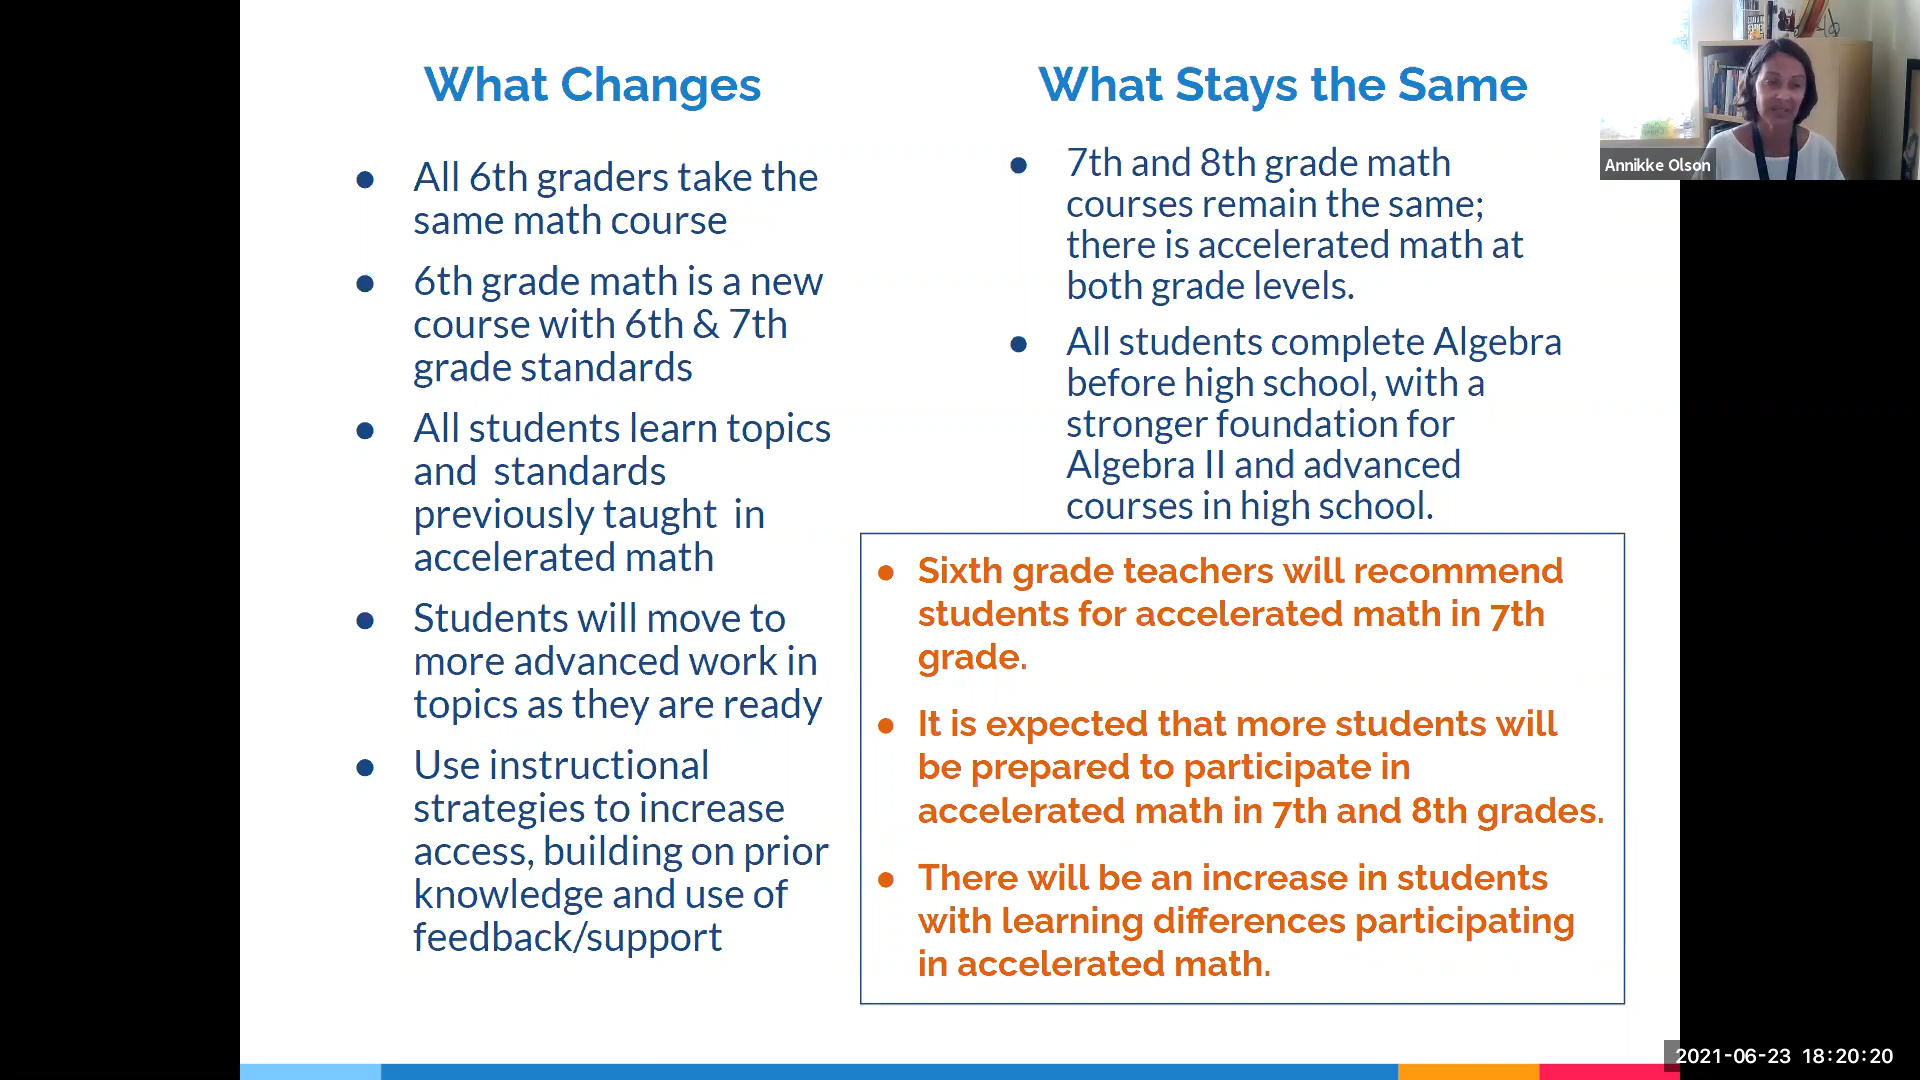 What Changes
● All 6th graders take the
same math course
● 6th grade math is a new
course with 6th & 7th
grade standards
● All students learn topics
and  standards
previously taught  in
accelerated math
● Students will move to
more advanced work in
topics as they are ready
● Use instructional
strategies to increase
access, building on prior
knowledge and use of
feedback/support
What Stays the Same
● 7th and 8th grade math
courses remain the same;
there is accelerated math at
both grade levels.
● All students complete Algebra
before high school, with a
stronger foundation for
Algebra II and advanced
courses in high school.
● Sixth grade teachers will recommend
students for accelerated math in 7th
grade.
● It is expected that more students will
be prepared to participate in
accelerated math in 7th and 8th grades.
● There will be an increase in students
with learning differences participating
in accelerated math.
Annikke Olson
2021-06-23 18:20:20